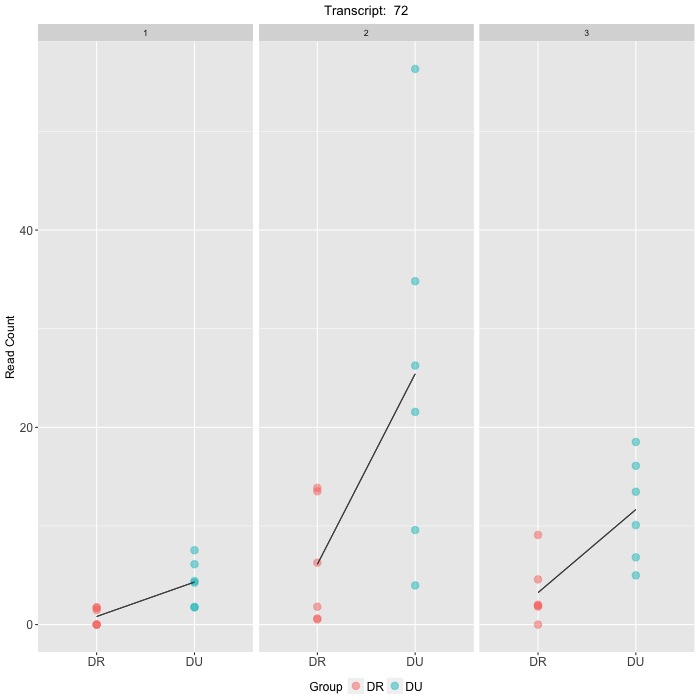 Transcript: 72
1 2 3
Read Count
40
20
0
DR DU DR DU DR DU
Group DR DU